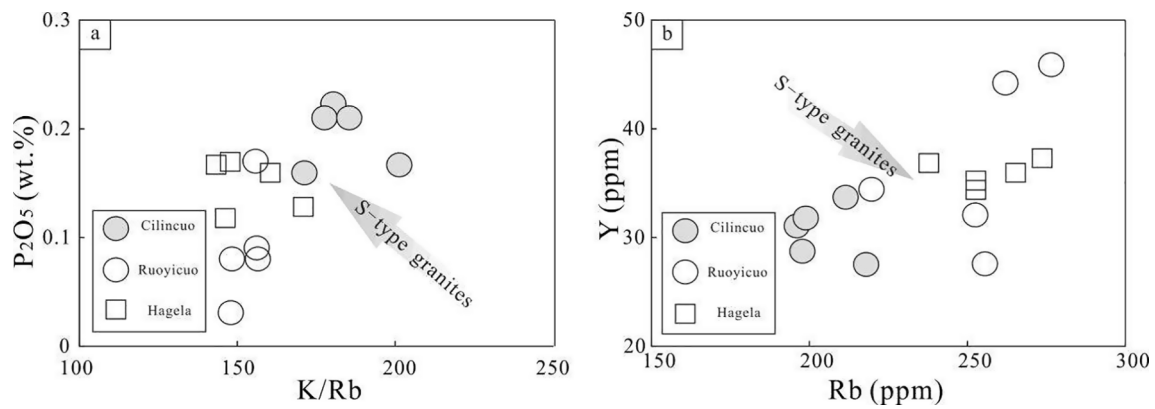 a
0.3
0.2
0.1
0
P2O5 (wt.%)
S-type granites
Cilincuo
Ruoyicuo
Hagela
100
150
200
250
K/Rb
b
50
40
30
20
Y (ppm)
S-type granites
Cilincuo
Ruoyicuo
Hagela
150
200
250
300
Rb (ppm)